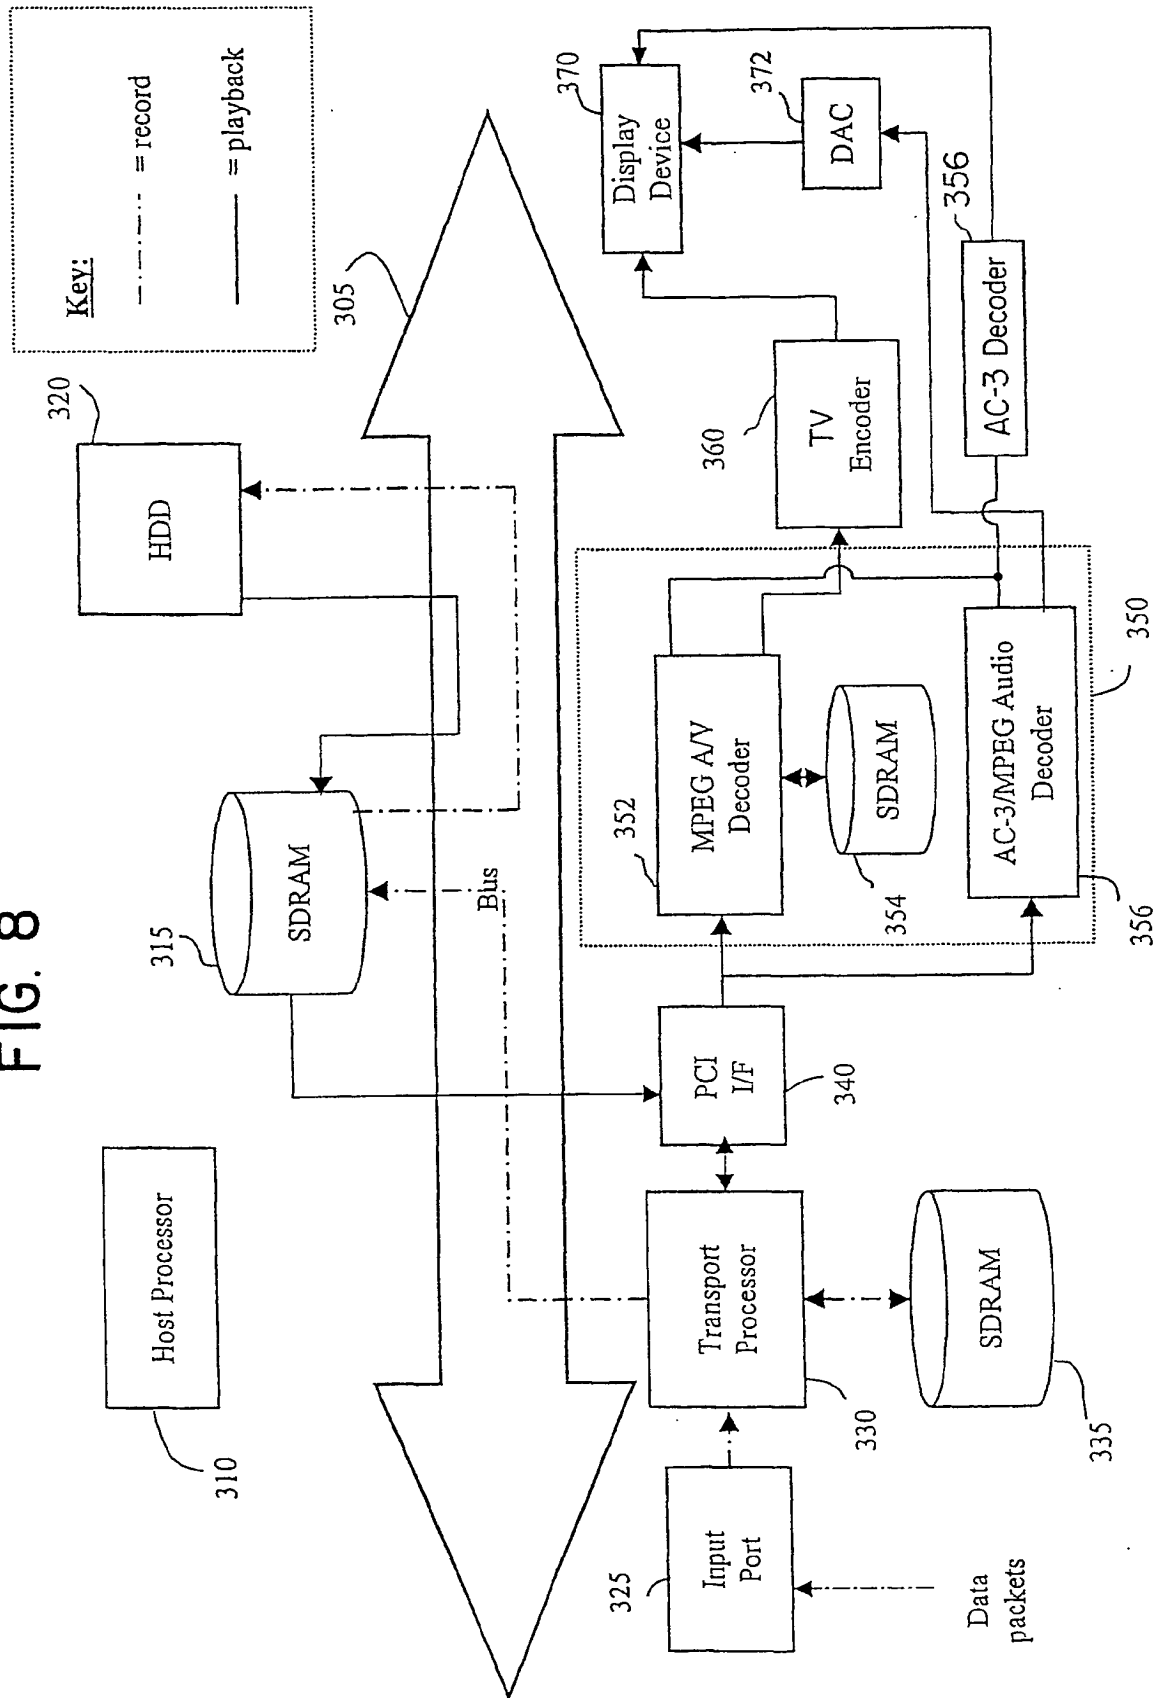 FIG. 8
Key:
= record
= playback
Host Processor
310
SDRAM
315
HDD
320
305
Bus
Input
Port
325
Data
packets
Transport
Processor
330
SDRAM
335
PCI
I/F
340
MPEG A/V
Decoder
352
SDRAM
354
AC-3/MPEG Audio
Decoder
356
350
TV
Encoder
360
AC-3 Decoder
356
Display
Device
370
DAC
372